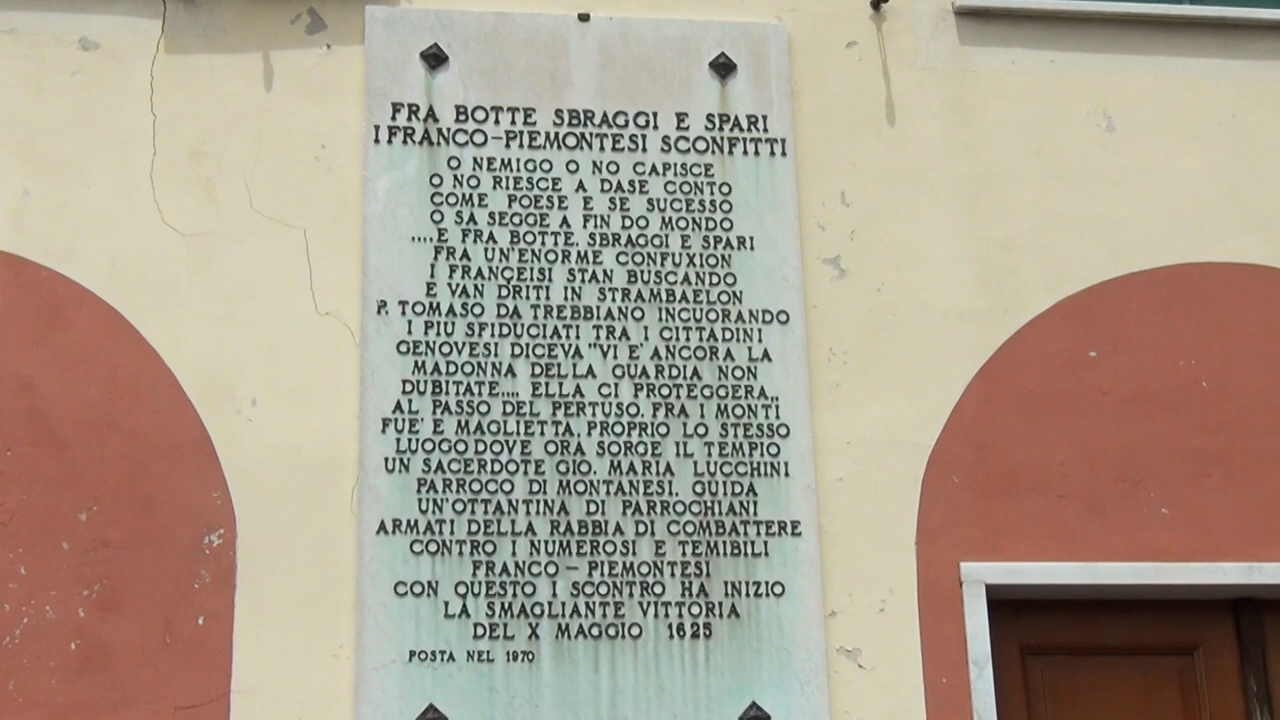 FRA BOTTE SBRAGGI E SPARI
I FRANCO-PIEMONTESI SCONFITTI
O NEMIGO O NO CAPISCE
O NO RIESCE A DASE CONTO
COME POESE E SE SUCESSO
O SA SEGGE A FIN DO MONDO
....E FRA BOTTE. SBRAGGI E SPARI
FRA UN'ENORME CONFUXION
I FRANÇEISI STAN BUSCANDO
E VAN DRITI IN STRAMBAELON
P. TOMASO DA TREBBIANO INCUORANDO
I PIU SFIDUCIATI TRA I CITTADINI
GENOVESI DICEVA "VI E' ANCORA LA
MADONNA DELLA GUARDIA NON
DUBITATE.... ELLA CI PROTEGGERA,,
AL PASSO DEL PERTUSO. FRA I MONTI
FUE' E MAGLIETTA. PROPRIO LO STESSO
LUOGO DOVE ORA SORGE IL TEMPIO
UN SACERDOTE GIO. MARIA LUCCHINI
PARROCO DI MONTANESI. GUIDA
UN'OTTANTINA DI PARROCHIANI
ARMATI DELLA RABBIA DI COMBATTERE
CONTRO I NUMEROSI E TEMIBILI
FRANCO - PIEMONTESI
CON QUESTO I SCONTRO HA INIZIO
LA SMAGLIANTE VITTORIA
DEL X MAGGIO 1625
POSTA NEL 1970